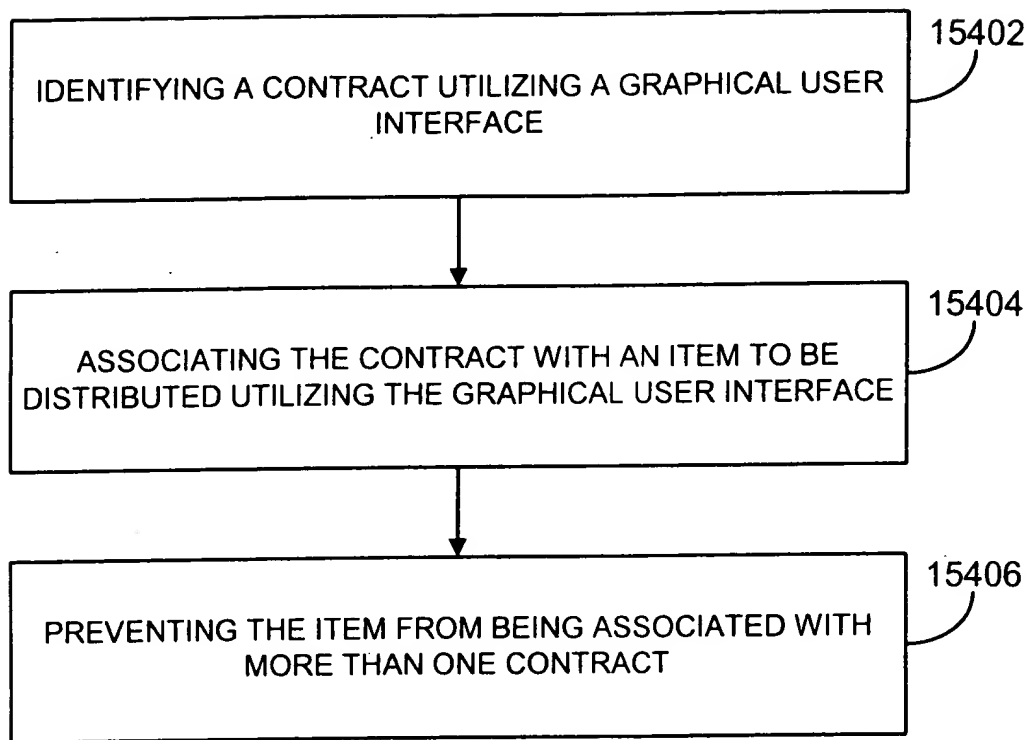 15402
IDENTIFYING A CONTRACT UTILIZING A GRAPHICAL USER
INTERFACE
15404
ASSOCIATING THE CONTRACT WITH AN ITEM TO BE
DISTRIBUTED UTILIZING THE GRAPHICAL USER INTERFACE
15406
PREVENTING THE ITEM FROM BEING ASSOCIATED WITH
MORE THAN ONE CONTRACT